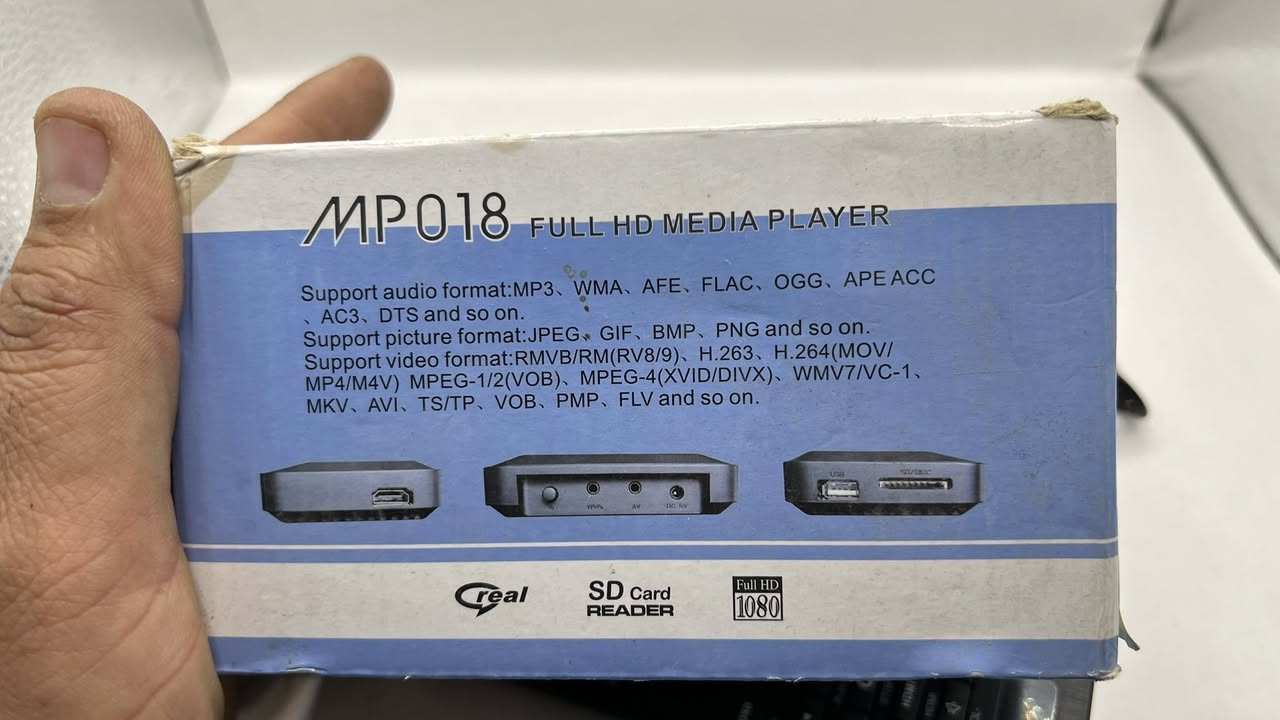 MP018 FULL HD MEDIA PLAYER
Support audio format:MP3、WMA、AFE、FLAC、OGG、APE ACC
、AC3、DTS and so on.
Support picture format:JPEG、GIF、BMP、PNG and so on.
Support video format:RMVB/RM(RV8/9)、H.263、H.264(MOV/
MP4/M4V) MPEG-1/2(VOB)、MPEG-4(XVID/DIVX)、WMV7/VC-1、
MKV、AVI、TS/TP、VOB、PMP、FLV and so on.
USB
AV DC 5V
real
SD Card
READER
Full HD
1080